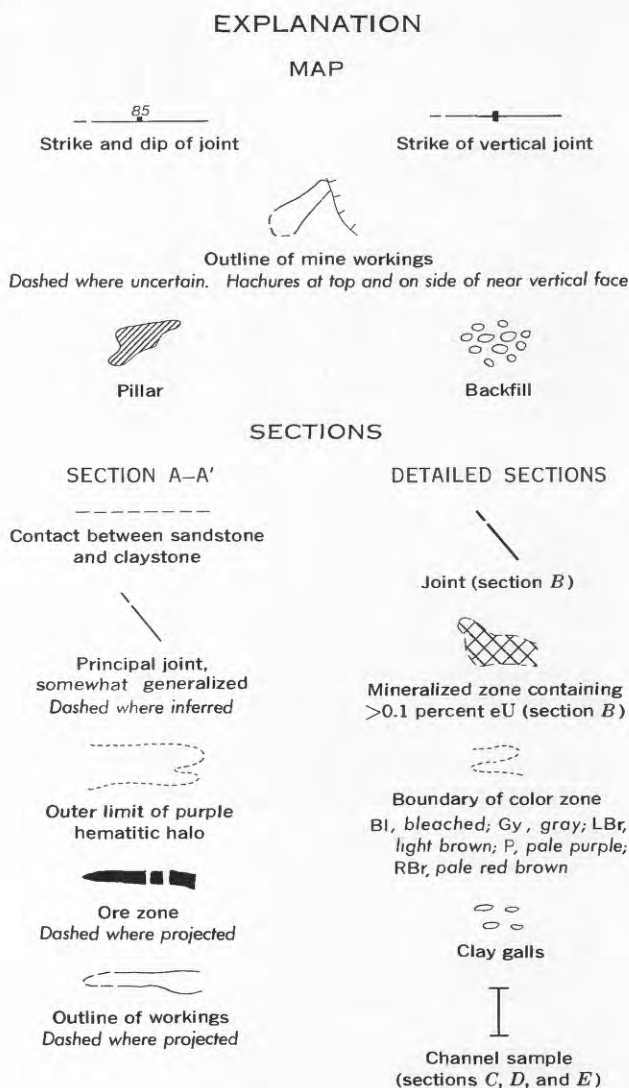 EXPLANATION
MAP
85
Strike and dip of joint
Strike of vertical joint
Outline of mine workings
Dashed where uncertain. Hachures at top and on side of near vertical face
Pillar
Backfill
SECTIONS
SECTION A–A'
Contact between sandstone
and claystone
Principal joint,
somewhat generalized
Dashed where inferred
Outer limit of purple
hematitic halo
Ore zone
Dashed where projected
Outline of workings
Dashed where projected
DETAILED SECTIONS
Joint (section B)
Mineralized zone containing
>0.1 percent eU (section B)
Boundary of color zone
Bl, bleached; Gy, gray; LBr,
light brown; P, pale purple;
RBr, pale red brown
Clay galls
Channel sample
(sections C, D, and E)